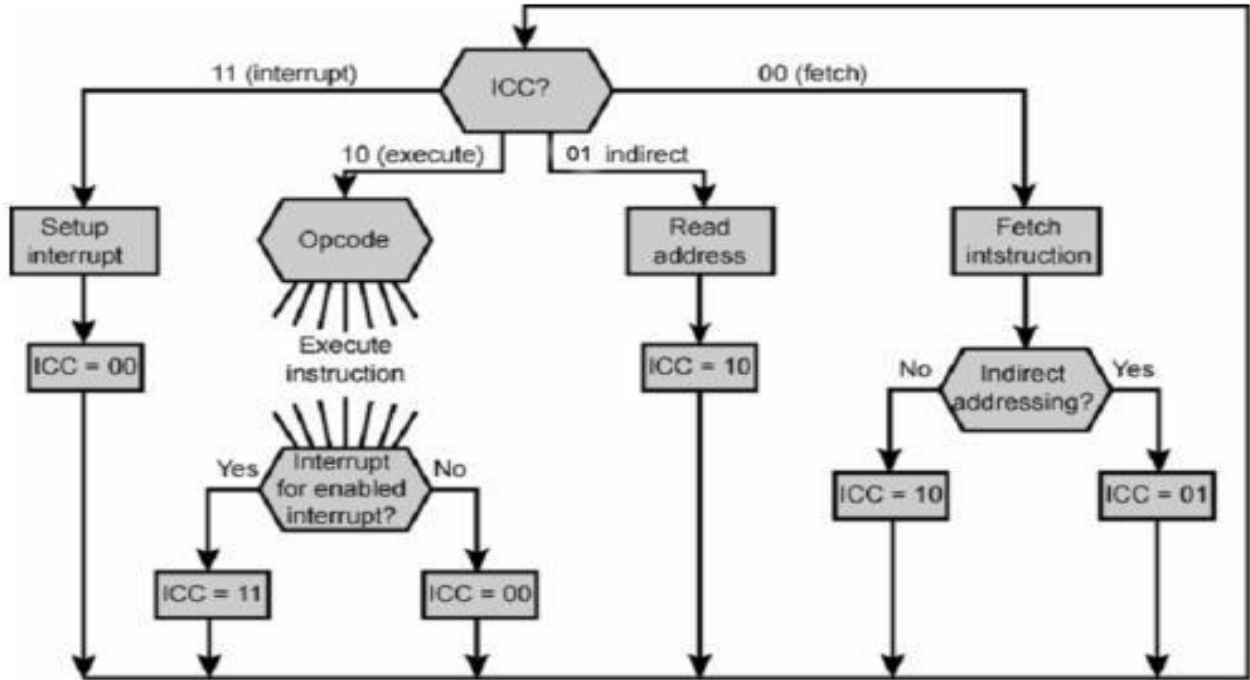 ICC?
11 (interrupt)
00 (fetch)
10 (execute)
01 indirect
Setup
interrupt
Opcode
Read
address
Fetch
intstruction
ICC = 00
Execute
instruction
ICC = 10
No
Indirect
addressing?
Yes
Yes
Interrupt
for enabled
interrupt?
No
ICC = 10
ICC = 01
ICC = 11
ICC = 00